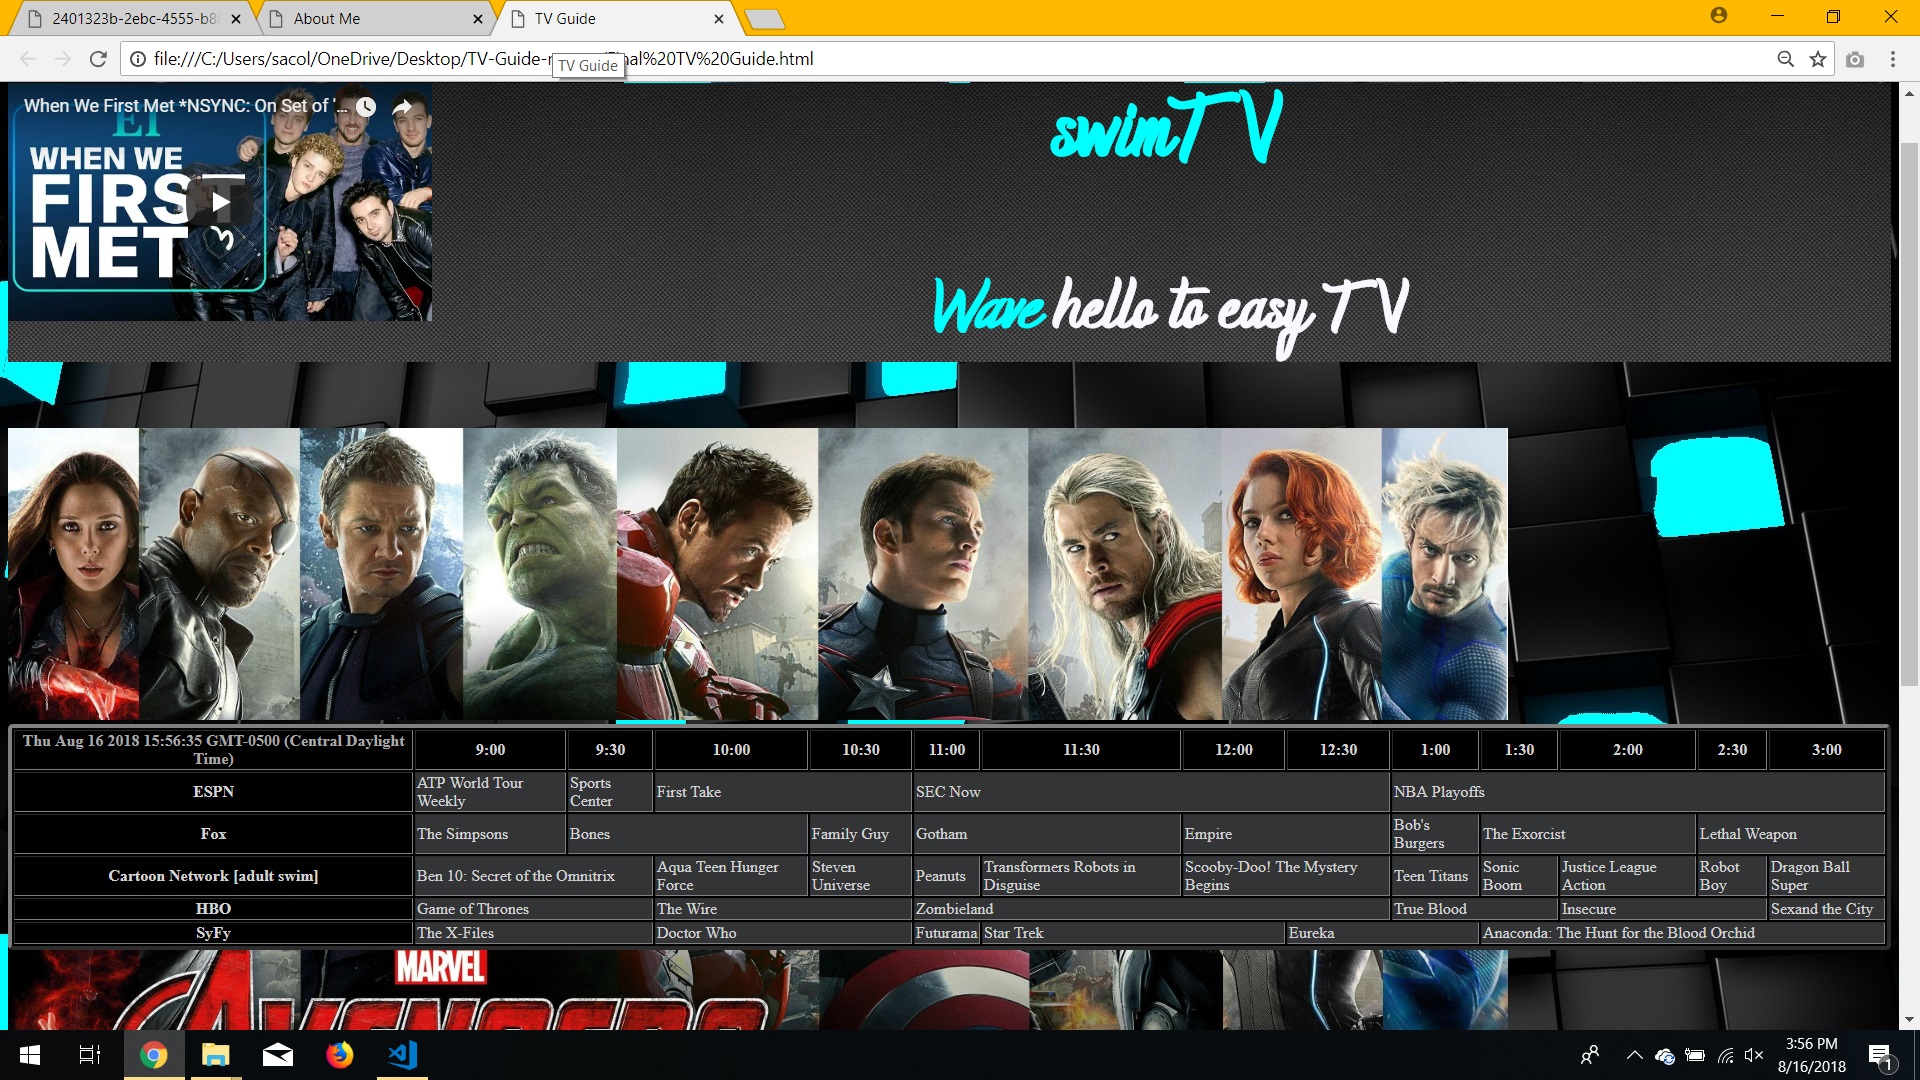 2401323b-2ebc-4555-b8
About Me
TV Guide
file:///C:/Users/sacol/OneDrive/Desktop/TV-Guide-
nal%20TV%20Guide.html
TV Guide
When We First Met *NSYNC: On Set of '...
E!
WHEN WE
FIRST
MET
swimTV
Wave hello to easy TV
Thu Aug 16 2018 15:56:35 GMT-0500 (Central Daylight
Time)
9:00 9:30 10:00 10:30 11:00 11:30 12:00 12:30 1:00 1:30 2:00 2:30 3:00
ESPN
ATP World Tour
Weekly
Sports
Center
First Take
SEC Now
NBA Playoffs
Fox
The Simpsons
Bones
Family Guy
Gotham
Empire
Bob's
Burgers
The Exorcist
Lethal Weapon
Cartoon Network [adult swim]
Ben 10: Secret of the Omnitrix
Aqua Teen Hunger
Force
Steven
Universe
Peanuts
Transformers Robots in
Disguise
Scooby-Doo! The Mystery
Begins
Teen Titans
Sonic
Boom
Justice League
Action
Robot
Boy
Dragon Ball
Super
HBO
Game of Thrones
The Wire
Zombieland
True Blood
Insecure
Sexand the City
SyFy
The X-Files
Doctor Who
Futurama
Star Trek
Eureka
Anaconda: The Hunt for the Blood Orchid
MARVEL
AVENGERS
3:56 PM
8/16/2018
1